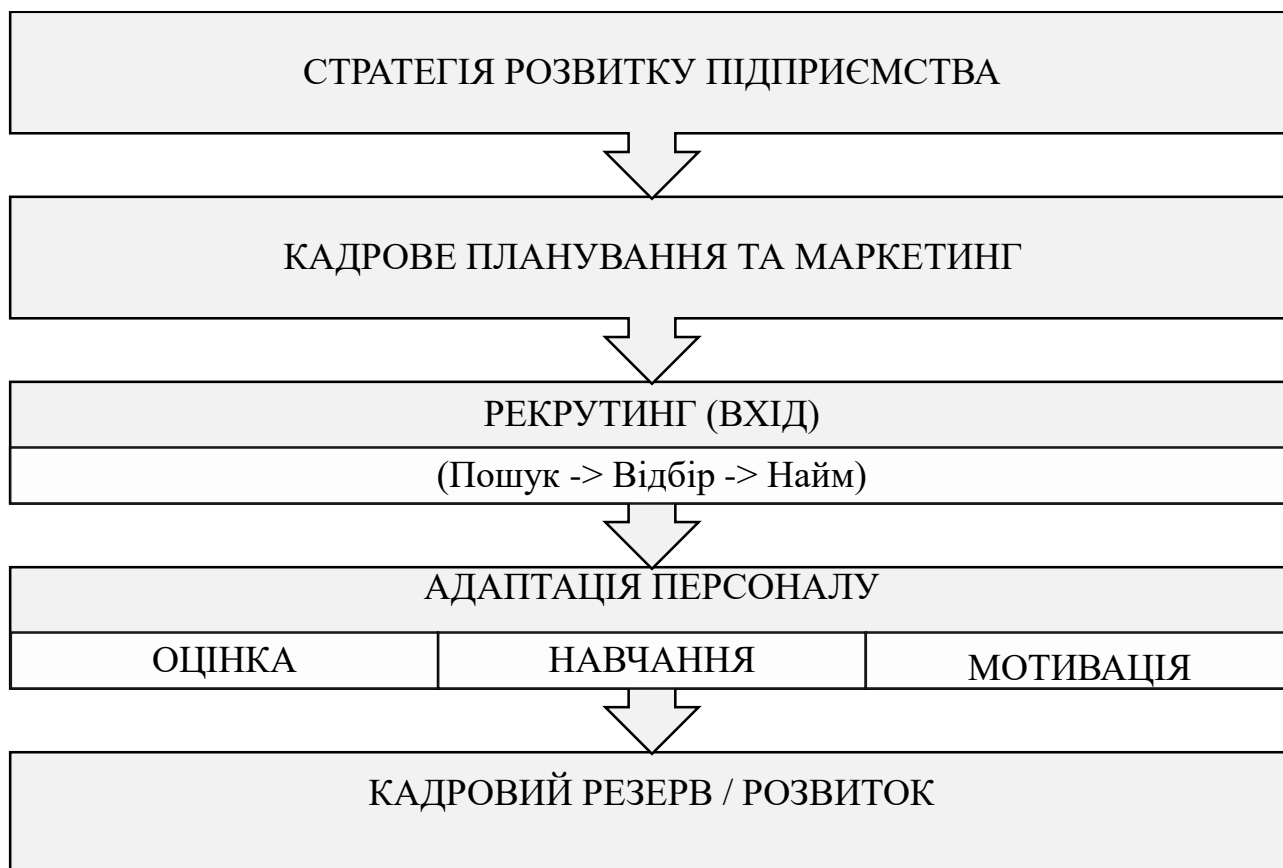 СТРАТЕГІЯ РОЗВИТКУ ПІДПРИЄМСТВА
КАДРОВЕ ПЛАНУВАННЯ ТА МАРКЕТИНГ
РЕКРУТИНГ (ВХІД)
(Пошук -> Відбір -> Найм)
АДАПТАЦІЯ ПЕРСОНАЛУ
ОЦІНКА НАВЧАННЯ МОТИВАЦІЯ
КАДРОВИЙ РЕЗЕРВ / РОЗВИТОК